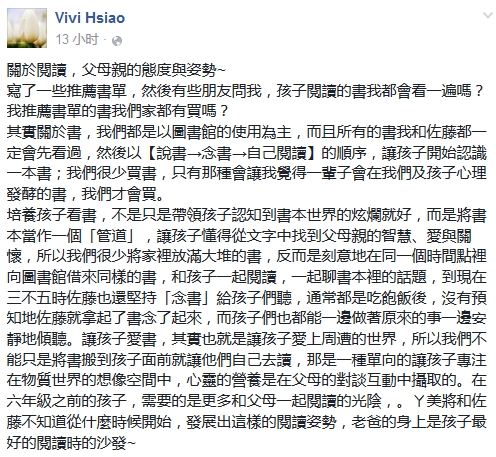 Vivi Hsiao
13 小时 ·
關於閱讀，父母親的態度與姿勢~
寫了一些推薦書單，然後有些朋友問我，孩子閱讀的書我都會看一遍嗎？
我推薦書單的書我們家都有買嗎？
其實關於書，我們都是以圖書館的使用為主，而且所有的書我和佐藤都一
定會先看過，然後以【說書→念書→自己閱讀】的順序，讓孩子開始認識
一本書；我們很少買書，只有那種會讓我覺得一輩子會在我們及孩子心理
發酵的書，我們才會買。
培養孩子看書，不是只是帶領孩子認知到書本世界的炫爛就好，而是將書
本當作一個「管道」，讓孩子懂得從文字中找到父母親的智慧、愛與關
懷，所以我們很少將家裡放滿大堆的書，反而是刻意地在同一個時間點裡
向圖書館借來同樣的書，和孩子一起閱讀，一起聊書本裡的話題，到現在
三不五時佐藤也還堅持「念書」給孩子們聽，通常都是吃飽飯後，沒有預
知地佐藤就拿起了書念了起來，而孩子們也都能一邊做著原來的事一邊安
靜地傾聽。讓孩子愛書，其實也就是讓孩子愛上周遭的世界，所以我們不
能只是將書搬到孩子面前就讓他們自己去讀，那是一種單向的讓孩子專注
在物質世界的想像空間中，心靈的營養是在父母的對談互動中攝取的。在
六年級之前的孩子，需要的是更多和父母一起閱讀的光陰，。ㄚ美將和佐
藤不知道從什麼時候開始，發展出這樣的閱讀姿勢，老爸的身上是孩子最
好的閱讀時的沙發~